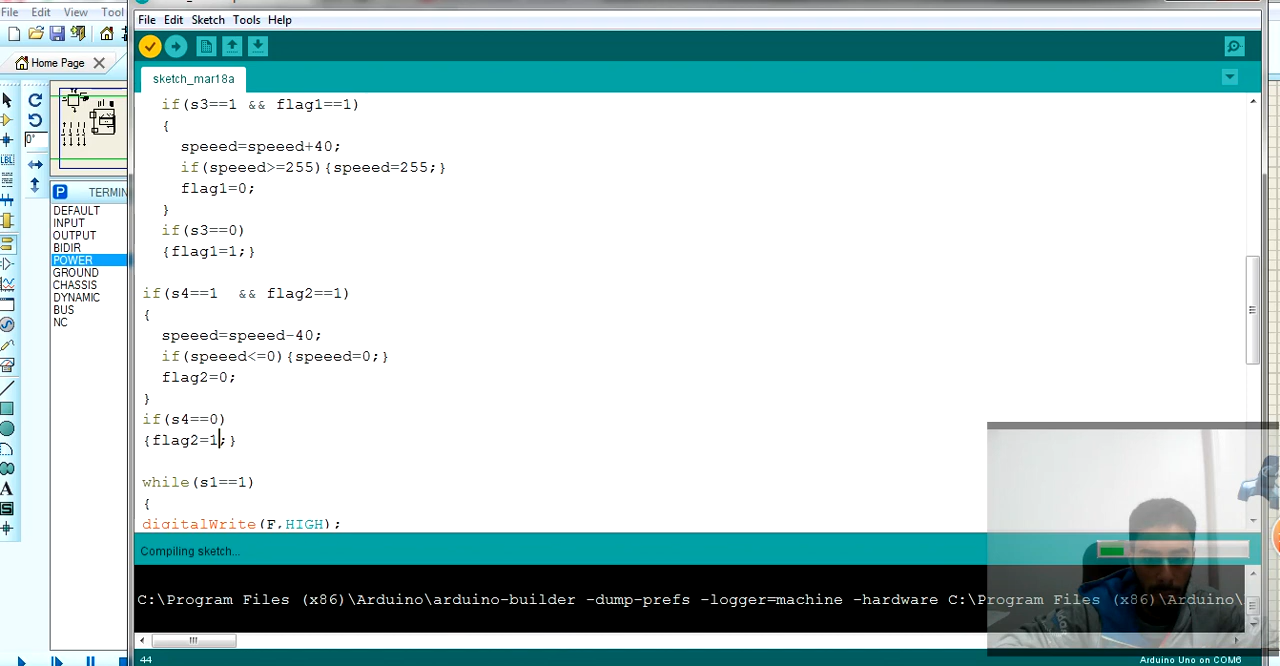 File Edit View Tool
File Edit Sketch Tools Help
Home Page
sketch_mar18a
if(s3==1 && flag1==1)
{
speeed=speeed+40;
if(speeed>=255){speeed=255;}
flag1=0;
}
if(s3==0)
{flag1=1;}
if(s4==1 && flag2==1)
{
speeed=speeed-40;
if(speeed<=0){speeed=0;}
flag2=0;
}
if(s4==0)
{flag2=1;}
while(s1==1)
{
digitalWrite(F,HIGH);
0°
LBL
P TERMIN
DEFAULT
INPUT
OUTPUT
BIDIR
POWER
GROUND
CHASSIS
DYNAMIC
BUS
NC
A
S
Compiling sketch...
C:\Program Files (x86)\Arduino\arduino-builder -dump-prefs -logger=machine -hardware C:\Program Files (x86)\Arduino\
44
Arduino Uno on COM6